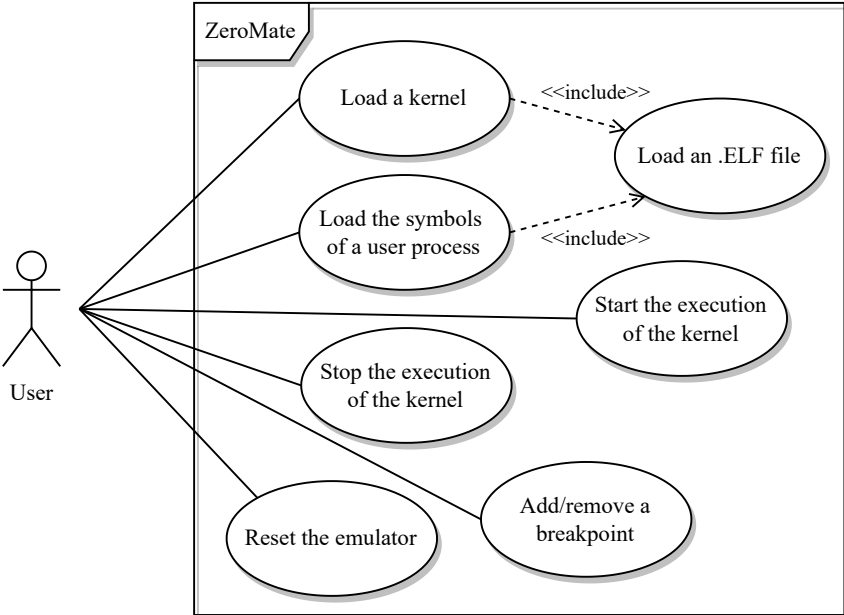 ZeroMate
Load a kernel
<<include>>
Load an .ELF file
Load the symbols
of a user process
<<include>>
Start the execution
of the kernel
User
Stop the execution
of the kernel
Add/remove a
breakpoint
Reset the emulator